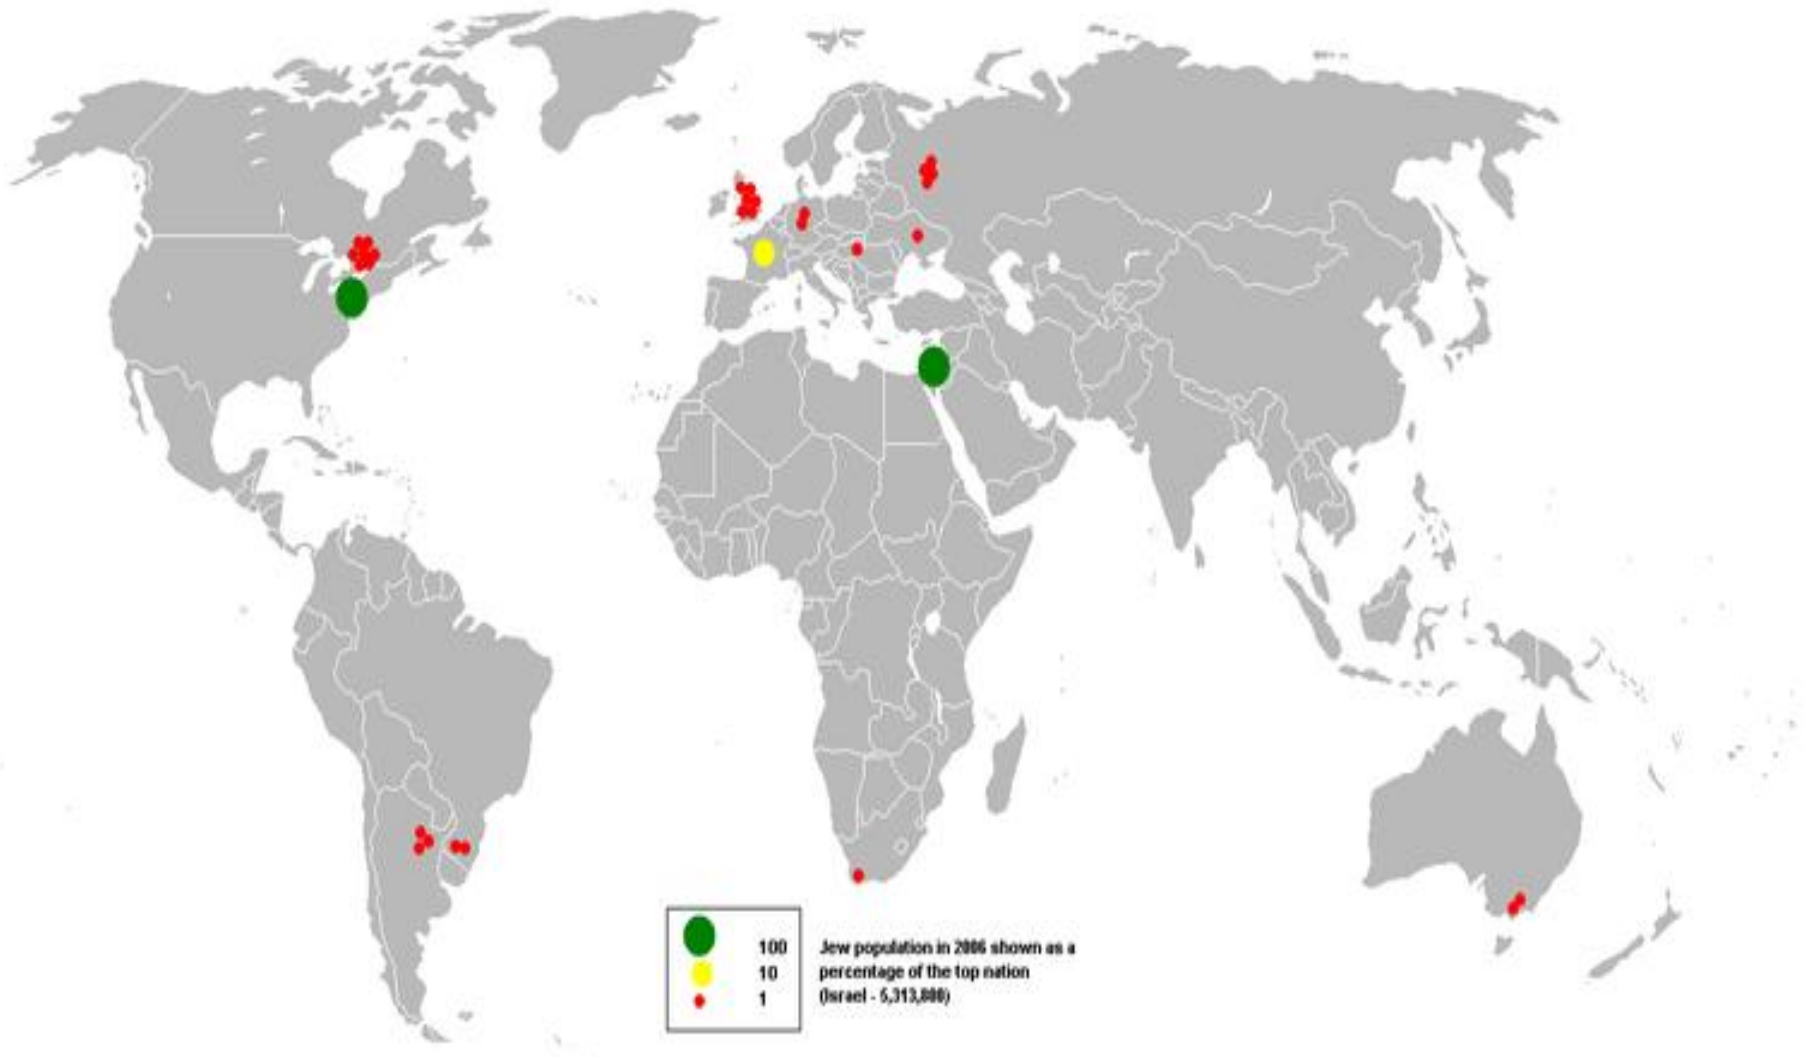 100
10
1
Jew population in 2006 shown as a
percentage of the top nation
(Israel - 5,313,800)